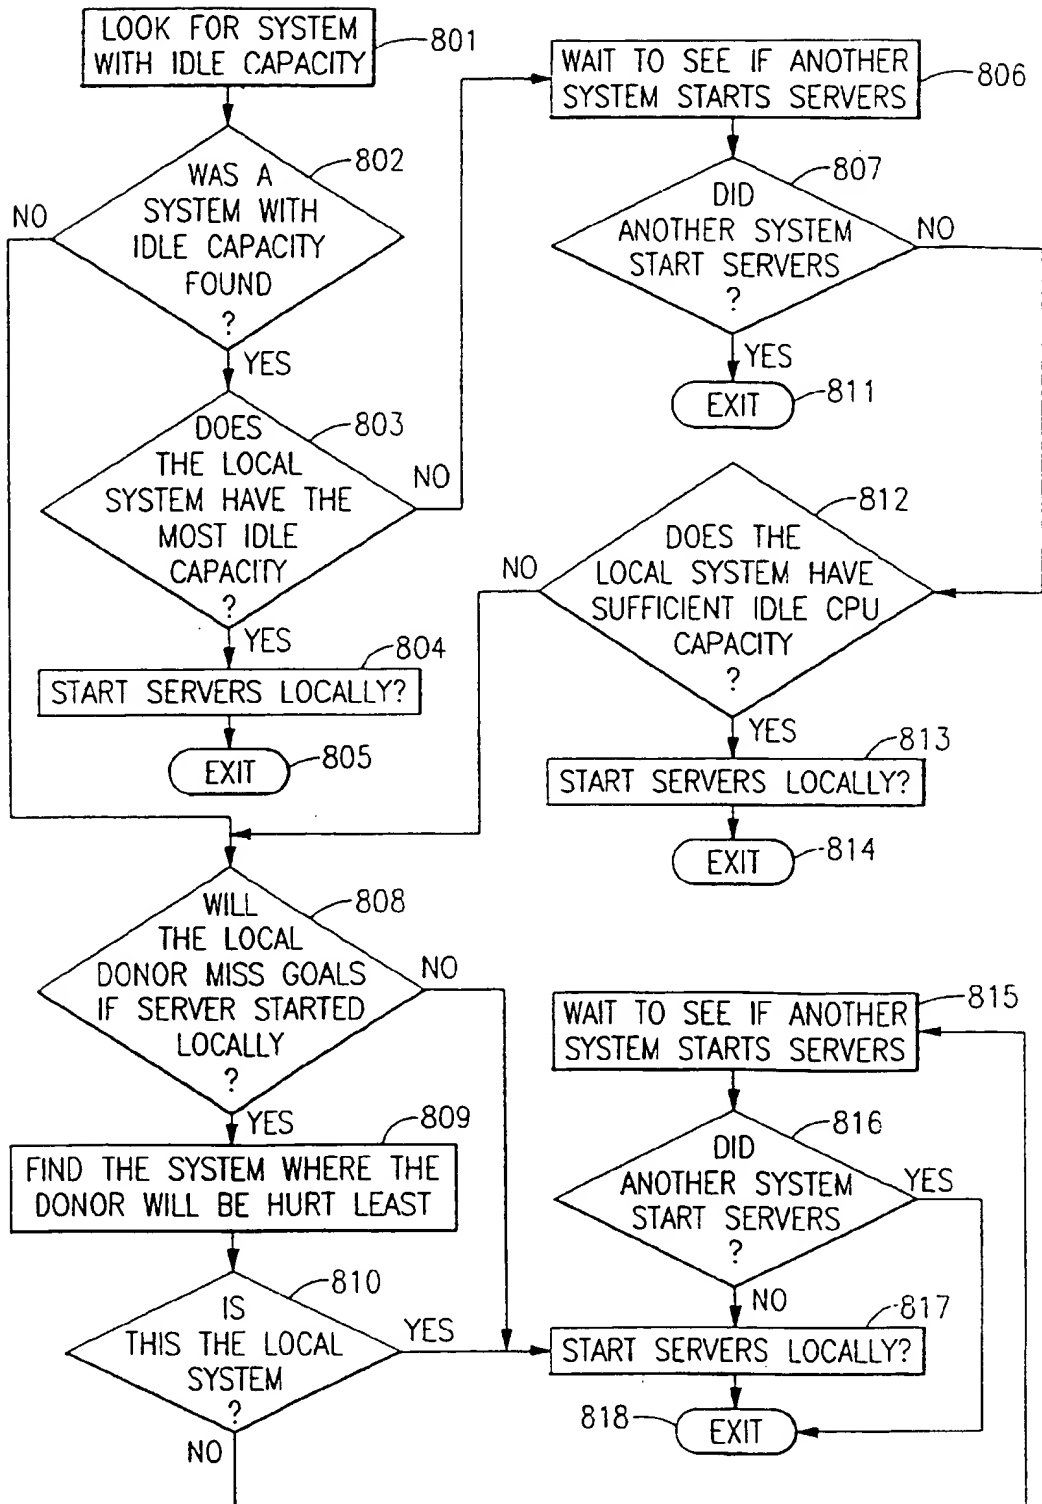 LOOK FOR SYSTEM
WITH IDLE CAPACITY
801
WAS A
SYSTEM WITH
IDLE CAPACITY
FOUND
?
802
NO
YES
DOES
THE LOCAL
SYSTEM HAVE THE
MOST IDLE
CAPACITY
?
803
NO
YES
804
START SERVERS LOCALLY?
EXIT
805
WAIT TO SEE IF ANOTHER
SYSTEM STARTS SERVERS
806
DID
ANOTHER SYSTEM
START SERVERS
?
807
NO
YES
EXIT
811
DOES THE
LOCAL SYSTEM HAVE
SUFFICIENT IDLE CPU
CAPACITY
?
812
NO
YES
813
START SERVERS LOCALLY?
EXIT
814
WILL
THE LOCAL
DONOR MISS GOALS
IF SERVER STARTED
LOCALLY
?
808
NO
YES
809
FIND THE SYSTEM WHERE THE
DONOR WILL BE HURT LEAST
IS
THIS THE LOCAL
SYSTEM
?
810
YES
NO
WAIT TO SEE IF ANOTHER
SYSTEM STARTS SERVERS
815
DID
ANOTHER SYSTEM
START SERVERS
?
816
YES
NO
817
START SERVERS LOCALLY?
818
EXIT